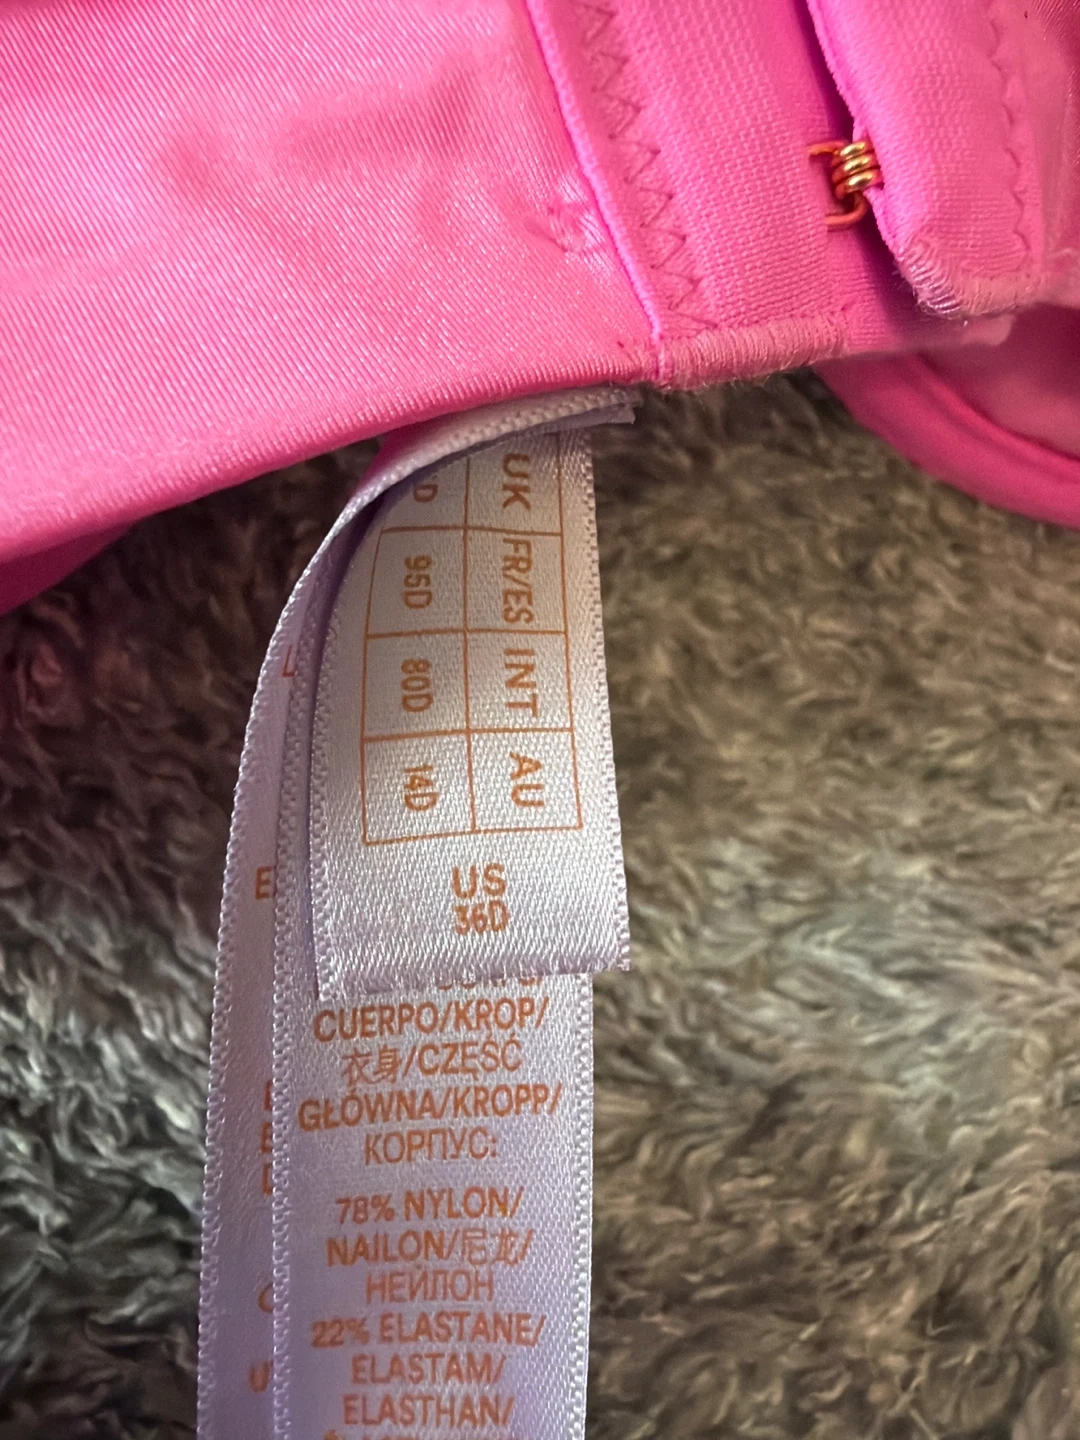 UK
FR/ES
INT
AU
95D
80D
14D
US
36D
CUERPO/KROP/
衣身/CZĘŚĆ
GŁÓWNA/KROPP/
КОРПУС:
78% NYLON/
NAILON/尼龙/
НЕЙЛОН
22% ELASTANE/
ELASTAM/
ELASTHAN/